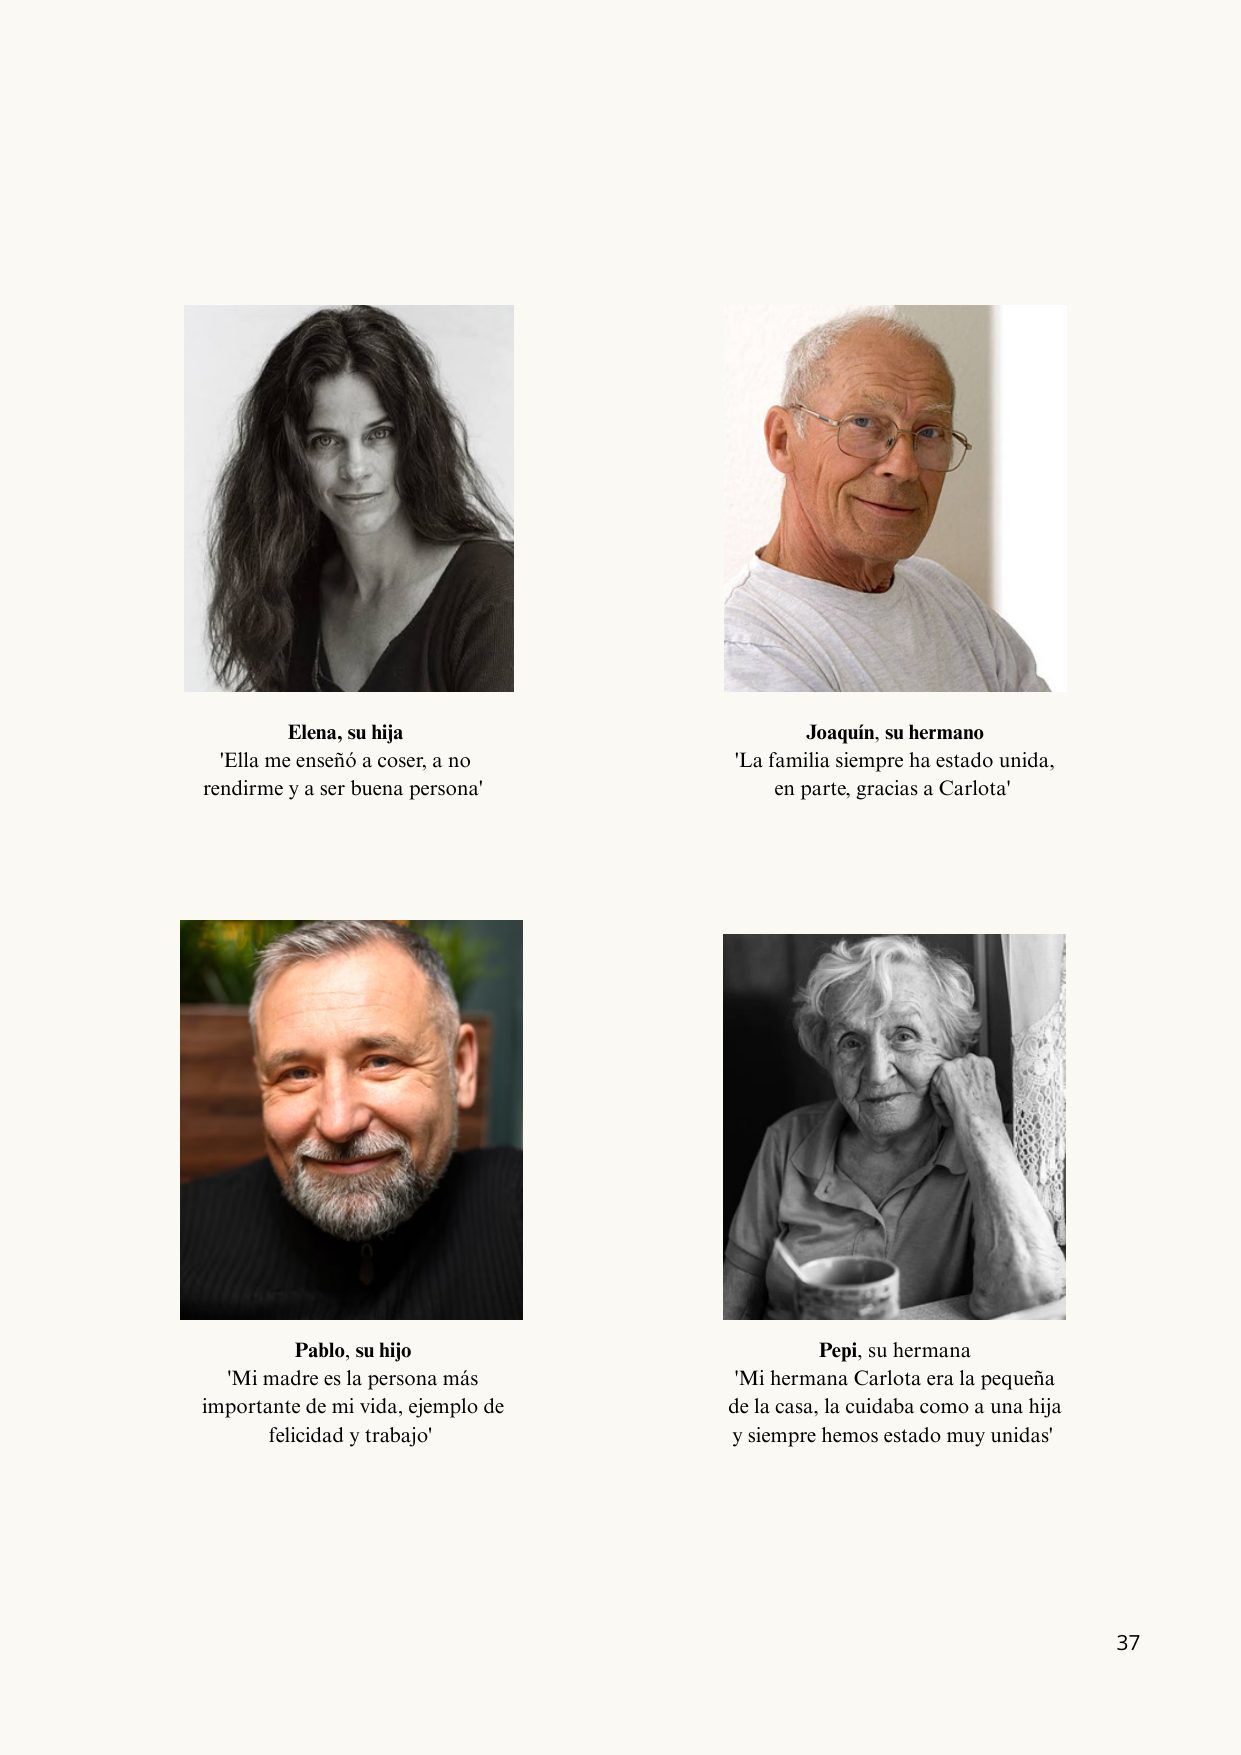 Elena, su hija
'Ella me enseñó a coser, a no
rendirme y a ser buena persona'
Joaquín, su hermano
'La familia siempre ha estado unida,
en parte, gracias a Carlota'
Pablo, su hijo
'Mi madre es la persona más
importante de mi vida, ejemplo de
felicidad y trabajo'
Pepi, su hermana
'Mi hermana Carlota era la pequeña
de la casa, la cuidaba como a una hija
y siempre hemos estado muy unidas'
37